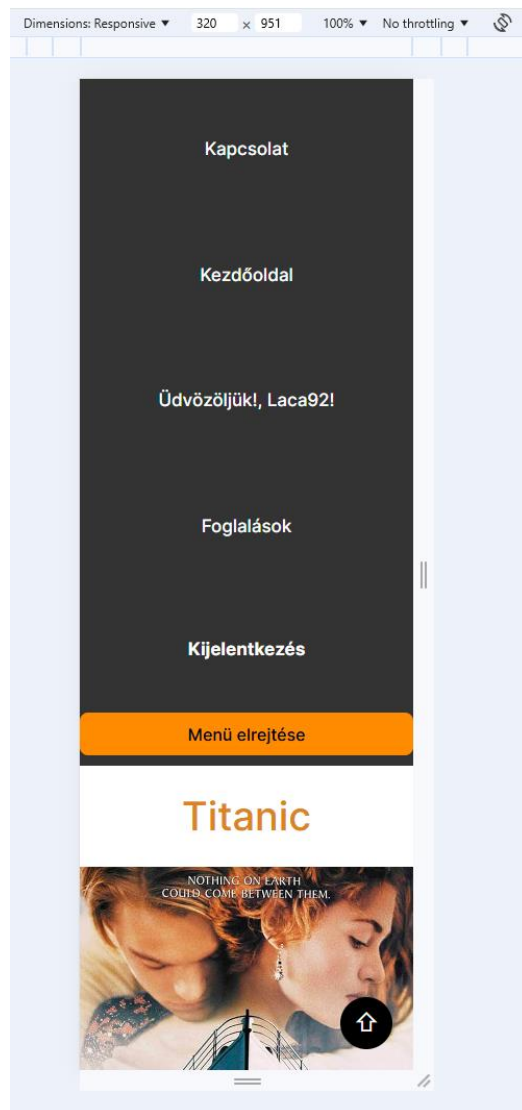 Dimensions: Responsive ▼ 320 × 951 100% ▼ No throttling ▼
Kapcsolat
Kezdőoldal
Üdvözöljük!, Laca92!
Foglalások
Kijelentkezés
Menü elrejtése
Titanic
NOTHING ON EARTH
COULD COME BETWEEN THEM.